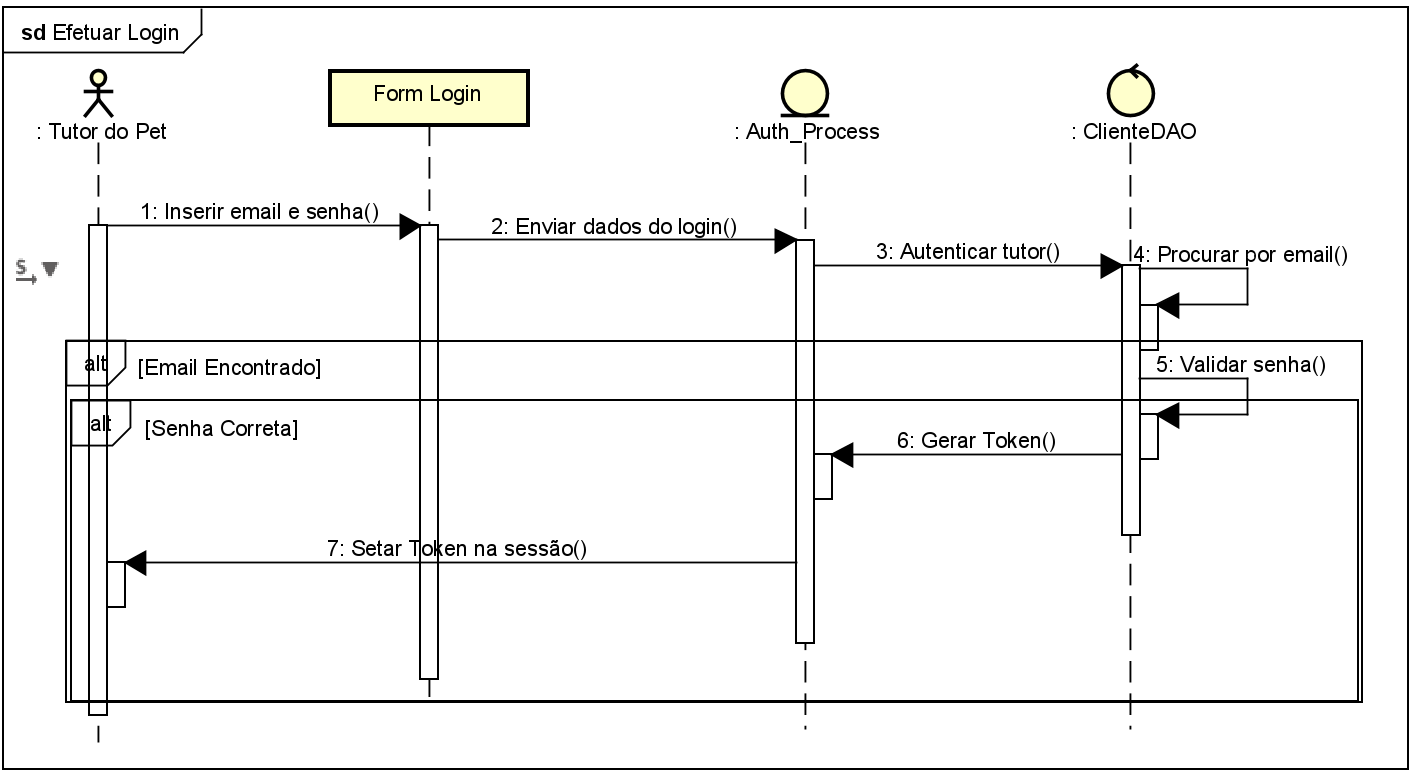 sd Efetuar Login
: Tutor do Pet
Form Login
: Auth_Process
: ClienteDAO
1: Inserir email e senha()
2: Enviar dados do login()
3: Autenticar tutor()
4: Procurar por email()
S
alt
[Email Encontrado]
5: Validar senha()
alt
[Senha Correta]
6: Gerar Token()
7: Setar Token na sessão()